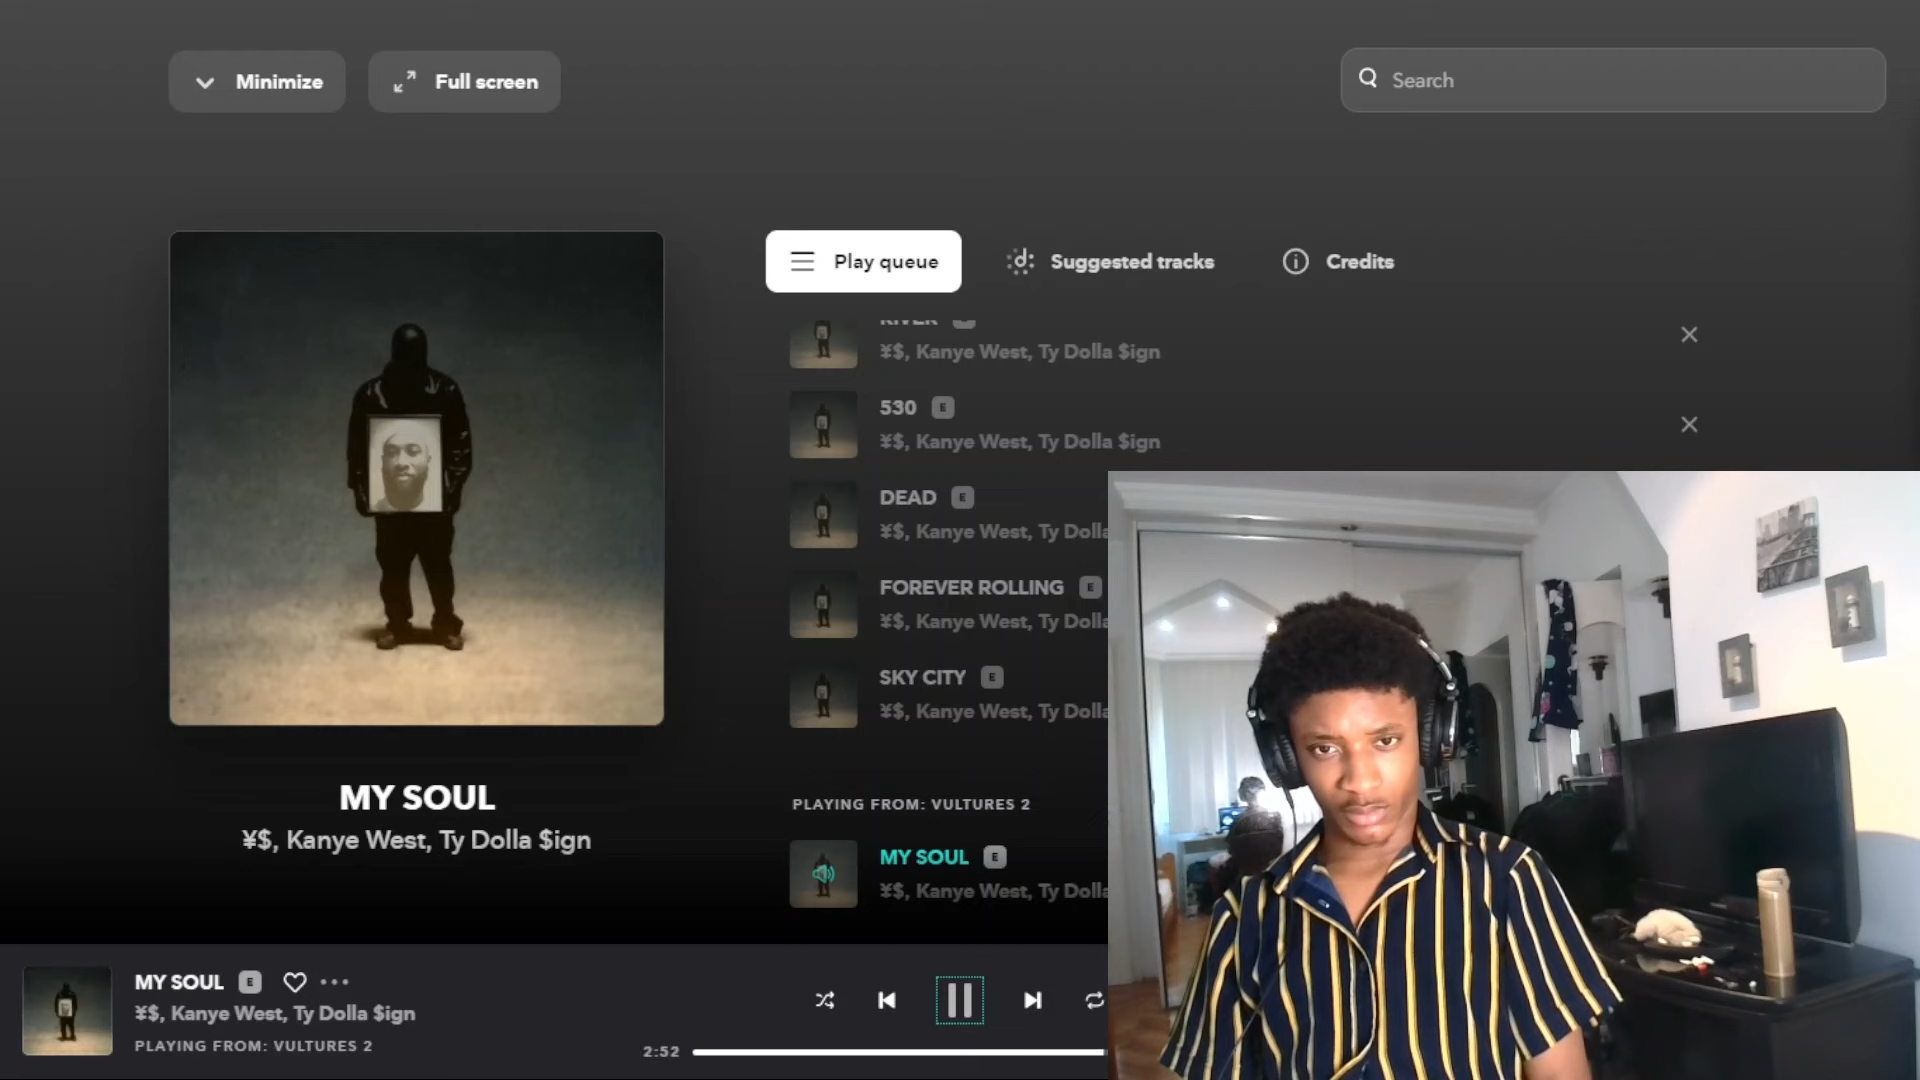 Minimize
Full screen
Search
Play queue
Suggested tracks
Credits
RIVER E
¥$, Kanye West, Ty Dolla $ign
530 E
¥$, Kanye West, Ty Dolla $ign
DEAD E
¥$, Kanye West, Ty Dolla
FOREVER ROLLING E
¥$, Kanye West, Ty Dolla
SKY CITY E
¥$, Kanye West, Ty Dolla
MY SOUL
¥$, Kanye West, Ty Dolla $ign
PLAYING FROM: VULTURES 2
MY SOUL E
¥$, Kanye West, Ty Dolla
MY SOUL E
¥$, Kanye West, Ty Dolla $ign
PLAYING FROM: VULTURES 2
2:52